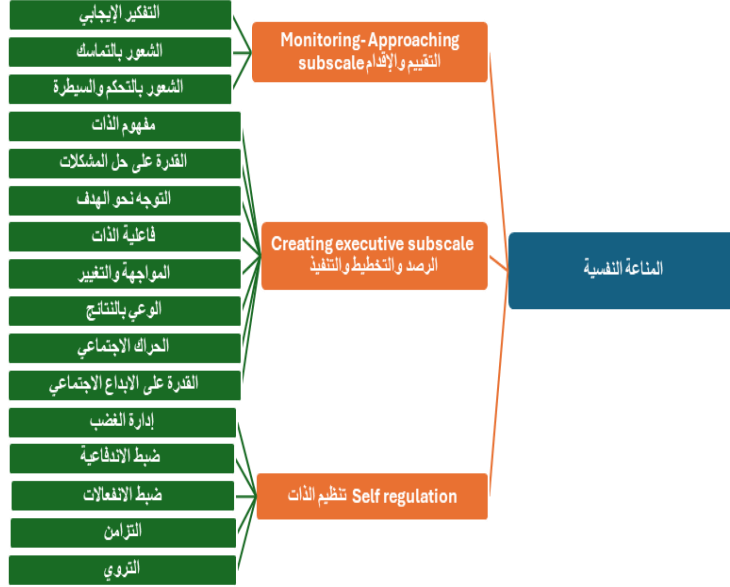 المناعة النفسية
Monitoring- Approaching
subscale التقييم والإقدام
التفكير الإيجابي
الشعور بالتماسك
الشعور بالتحكم والسيطرة
Creating executive subscale
الرصد والتخطيط والتنفيذ
مفهوم الذات
القدرة على حل المشكلات
التوجه نحو الهدف
فاعلية الذات
المواجهة والتغيير
الوعي بالنتائج
الحراك الاجتماعي
القدرة على الابداع الاجتماعي
Self regulation تنظيم الذات
إدارة الغضب
ضبط الاندفاعية
ضبط الانفعالات
التزامن
التروي